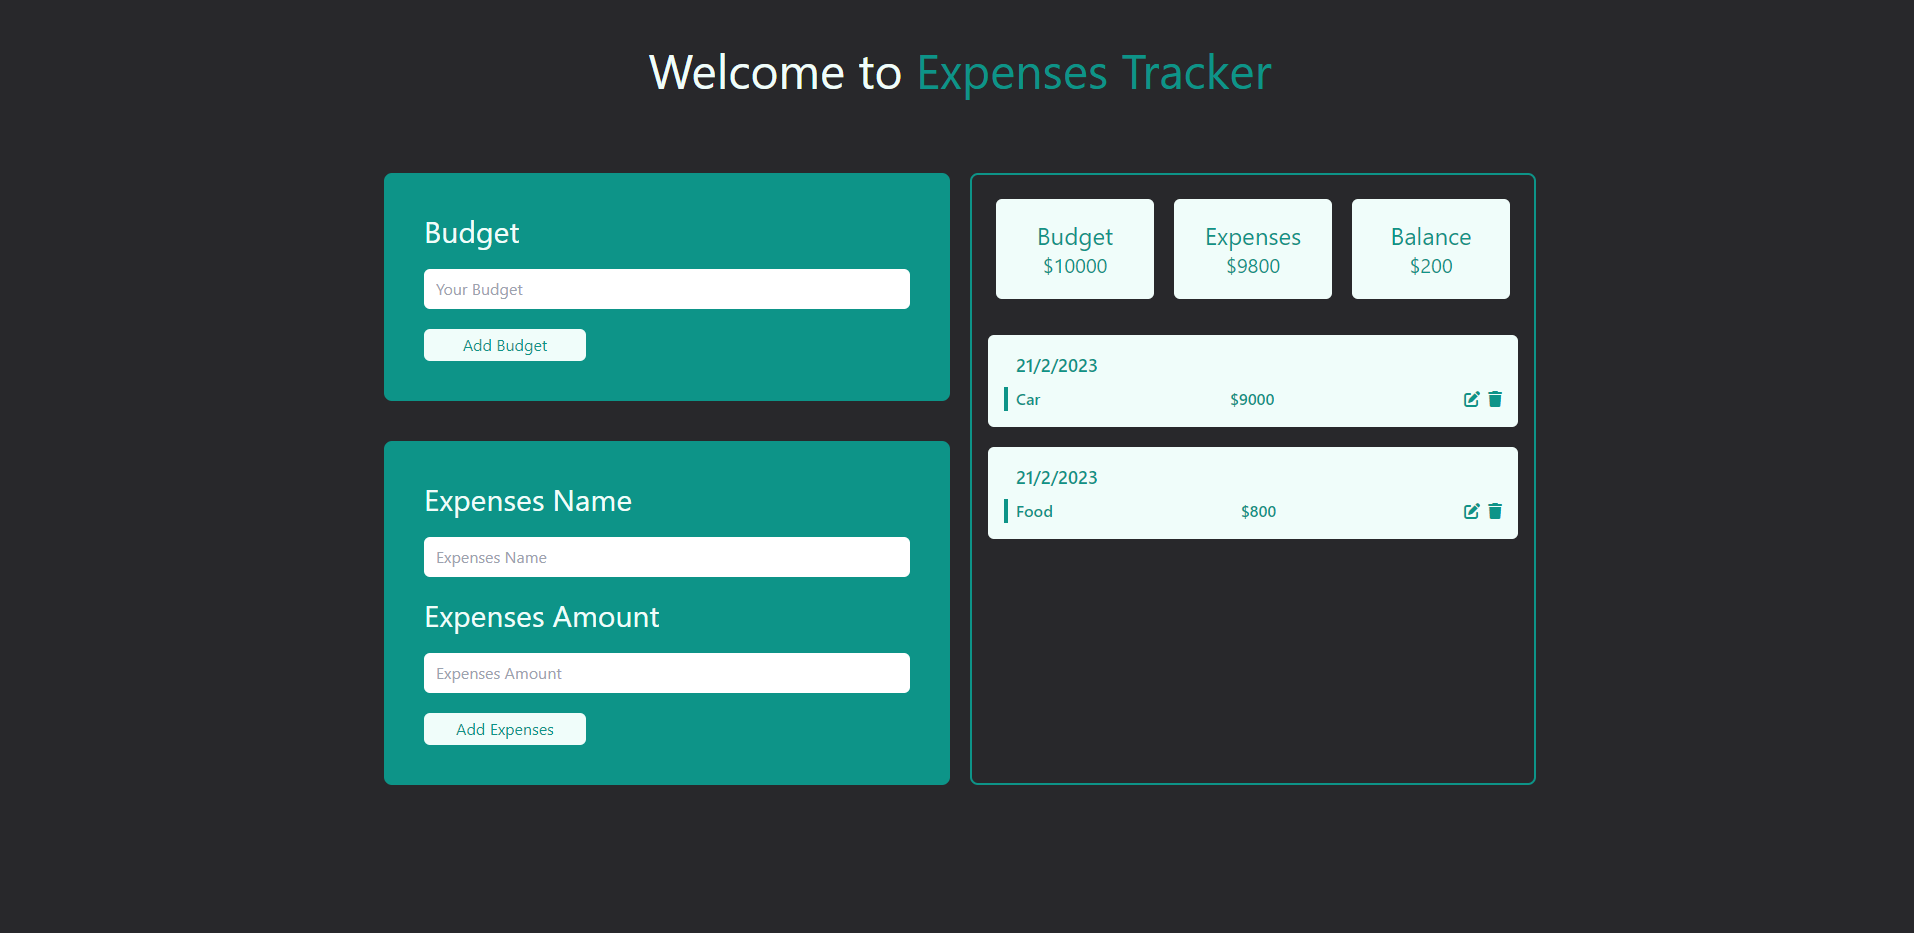 Welcome to Expenses Tracker
Budget
Your Budget
Add Budget
Expenses Name
Expenses Name
Expenses Amount
Expenses Amount
Add Expenses
Budget
$10000
Expenses
$9800
Balance
$200
21/2/2023
Car $9000
21/2/2023
Food $800